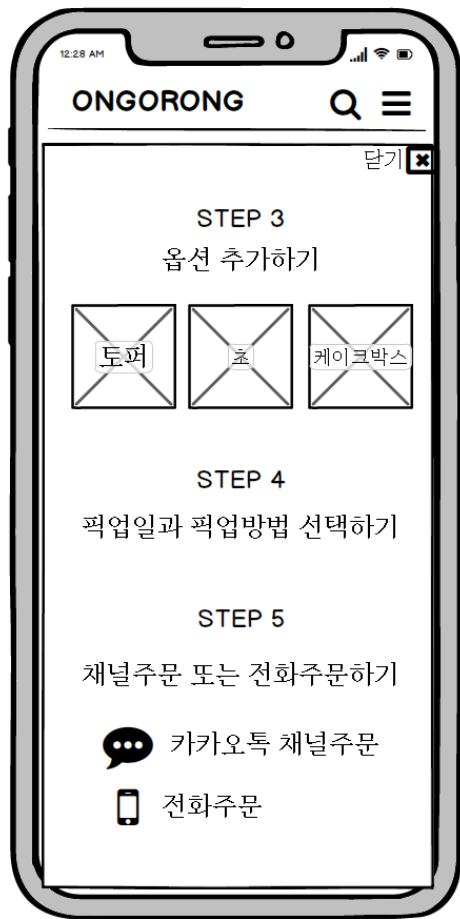 12:28 AM
ONGORONG
닫기
STEP 3
옵션 추가하기
토퍼 초 케이크박스
STEP 4
픽업일과 픽업방법 선택하기
STEP 5
채널주문 또는 전화주문하기
카카오톡 채널주문
전화주문